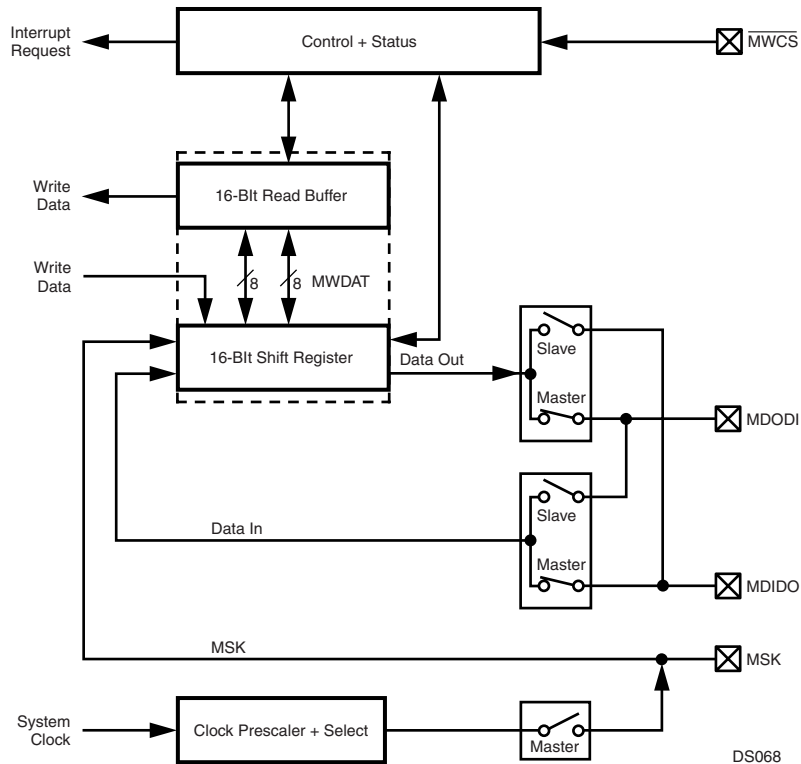 Interrupt
Request
Control + Status
MWCS
Write
Data
16-BIt Read Buffer
Write
Data
8
8
MWDAT
16-BIt Shift Register
Data Out
Slave
Master
MDODI
Slave
Data In
Master
MDIDO
MSK
MSK
System
Clock
Clock Prescaler + Select
Master
DS068